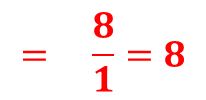 = 8/1 = 8